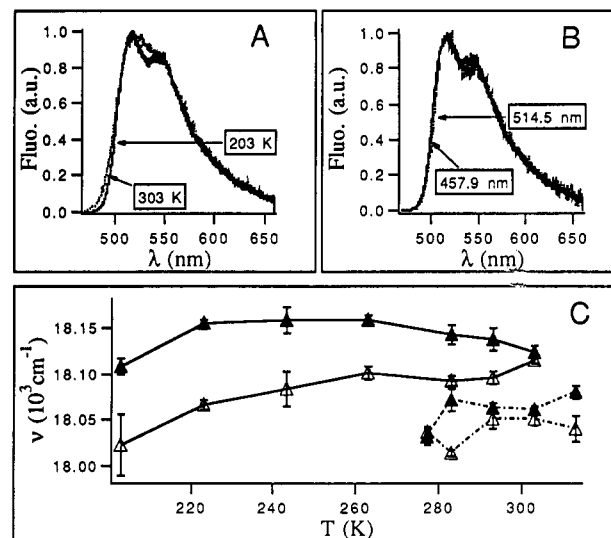 A
Fluo. (a.u.)
1.0
0.8
0.6
0.4
0.2
0.0
203 K
303 K
500 550 600 650
λ (nm)
B
Fluo. (a.u.)
1.0
0.8
0.6
0.4
0.2
0.0
514.5 nm
457.9 nm
500 550 600 650
λ (nm)
C
ν (10³cm⁻¹)
18.15
18.10
18.05
18.00
220 240 260 280 300
T (K)